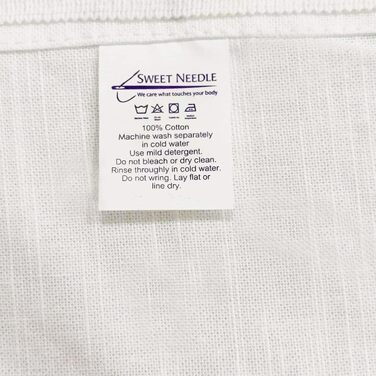 SWEET NEEDLE
We care what touches your body
100% Cotton
Machine wash separately
in cold water
Use mild detergent.
Do not bleach or dry clean.
Rinse throughly in cold water.
Do not wring. Lay flat or
line dry.